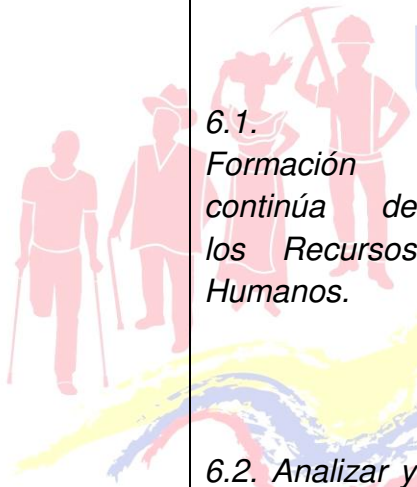 6.1.
Formación
continúa de
los Recursos
Humanos.
6.2. Analizar y